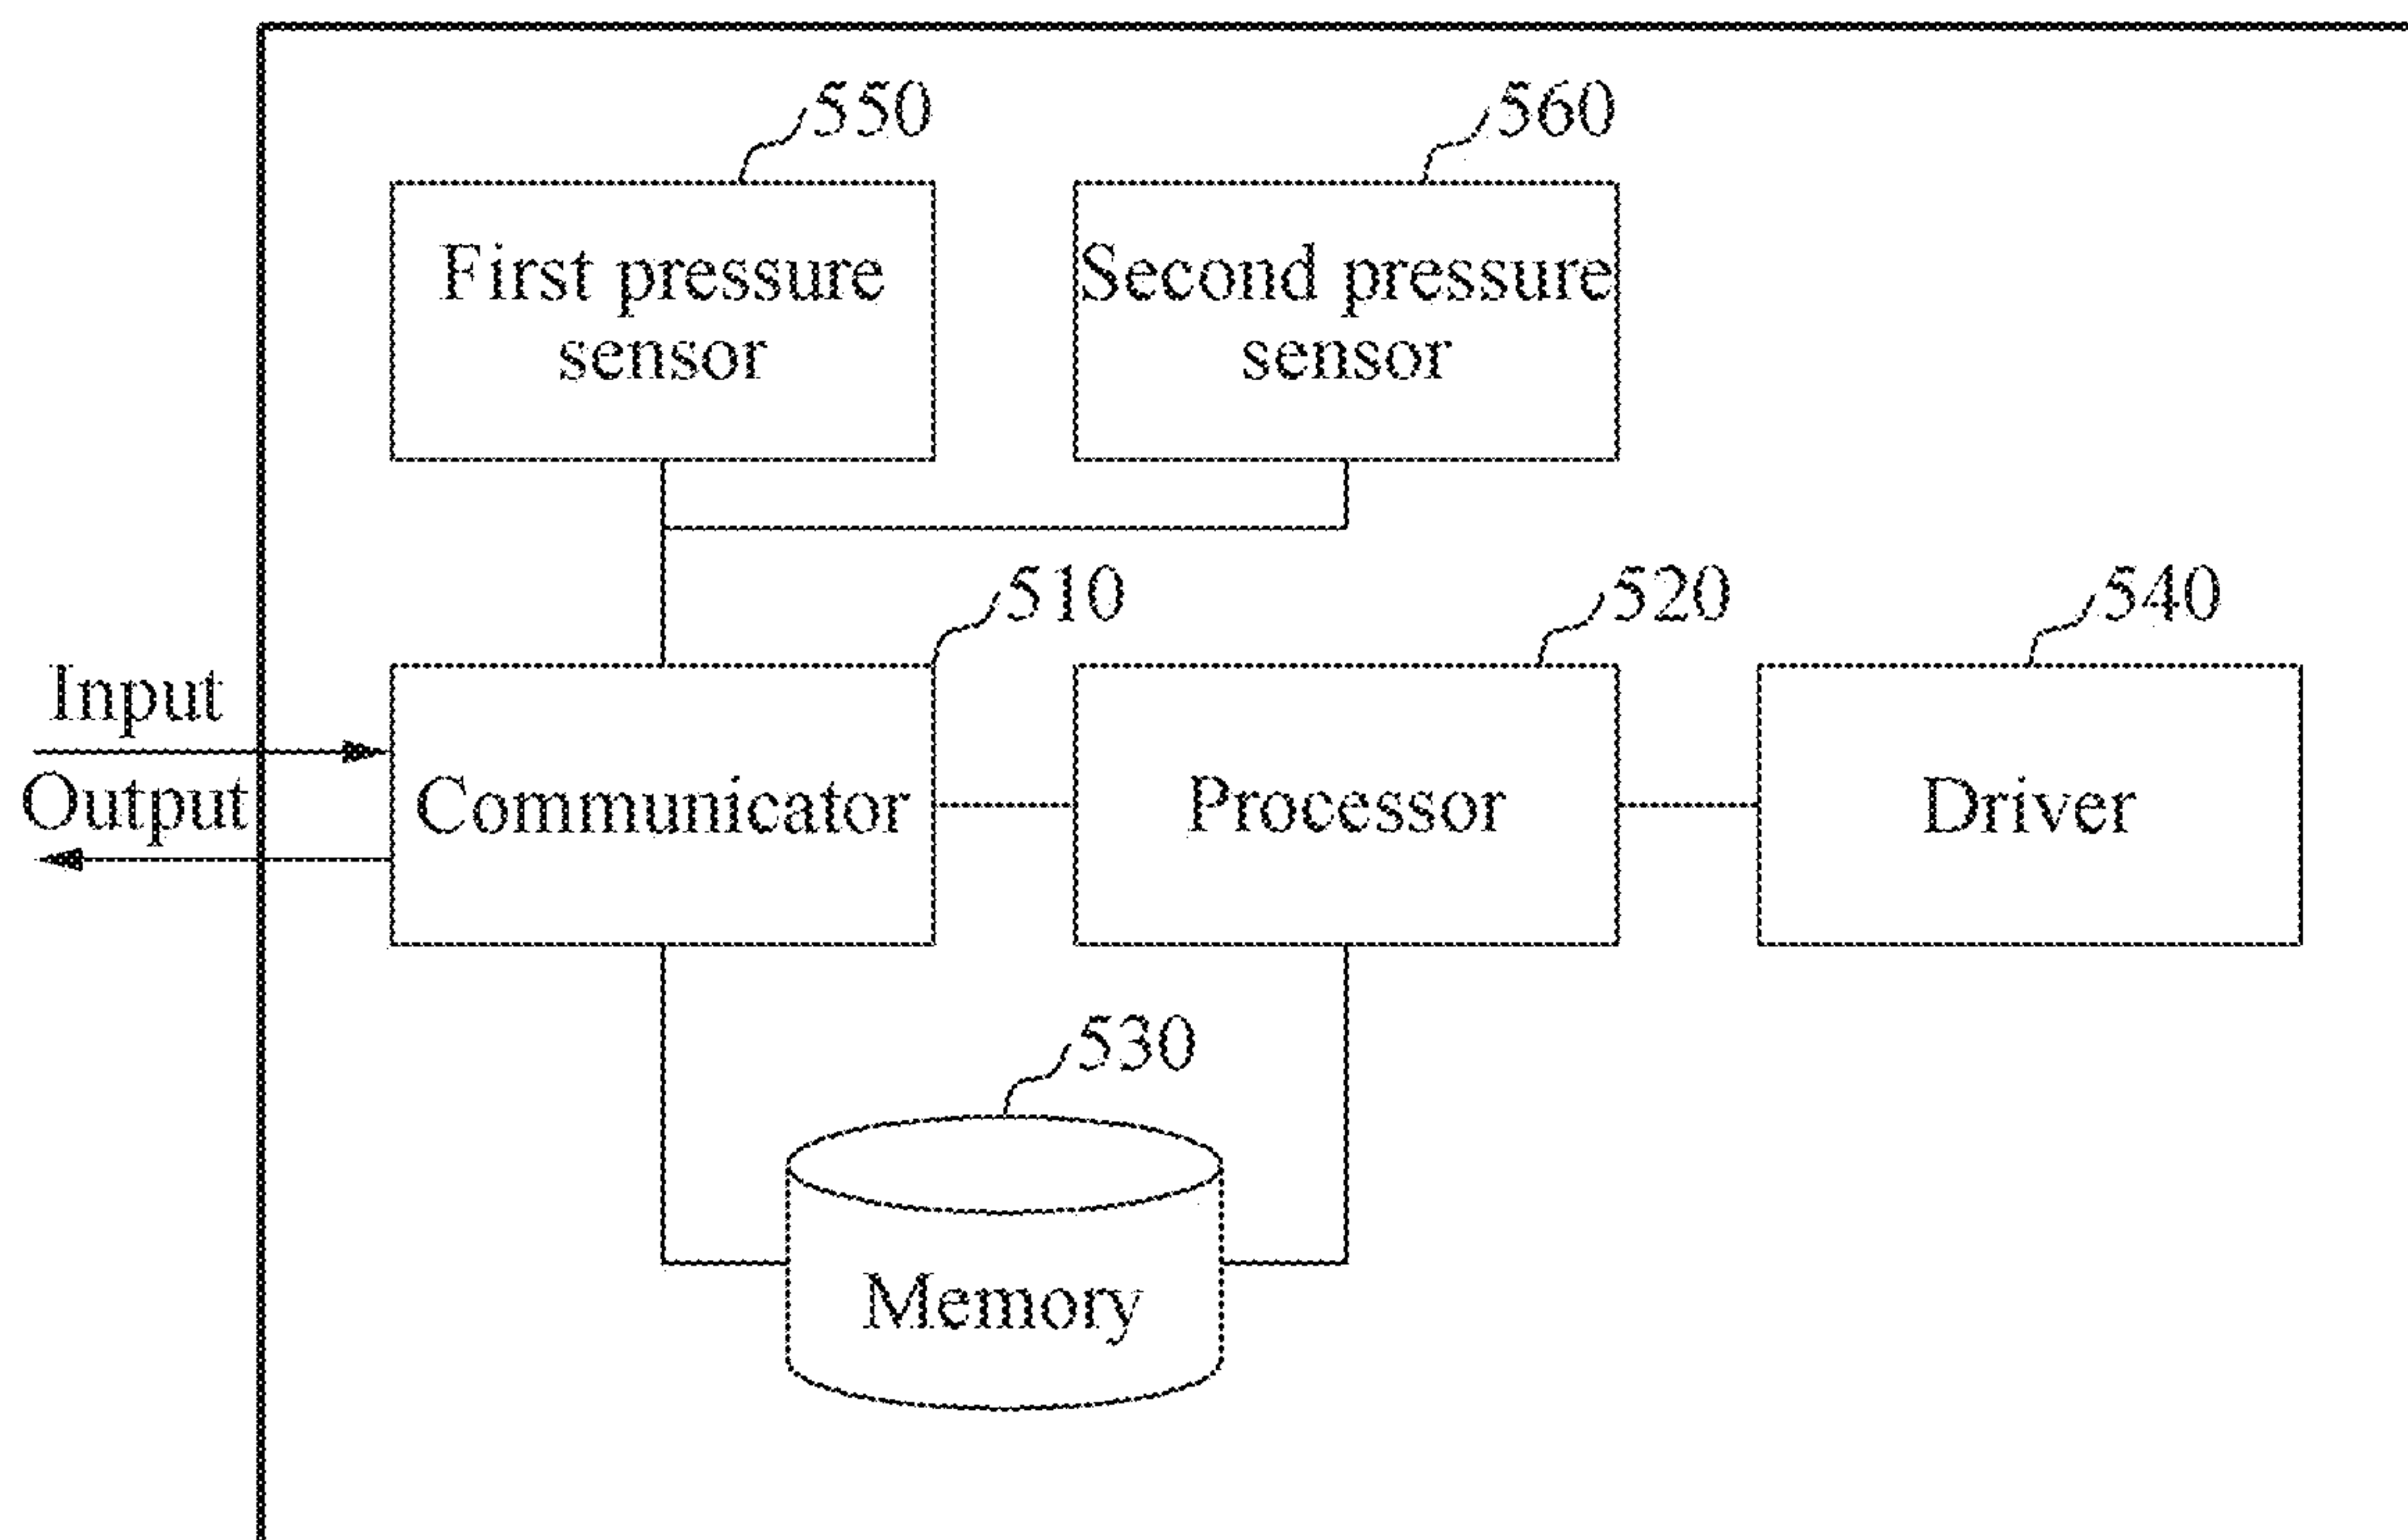 550
560
First pressure
sensor
Second pressure
sensor
510
520
540
Input
Output
Communicator
Processor
Driver
530
Memory